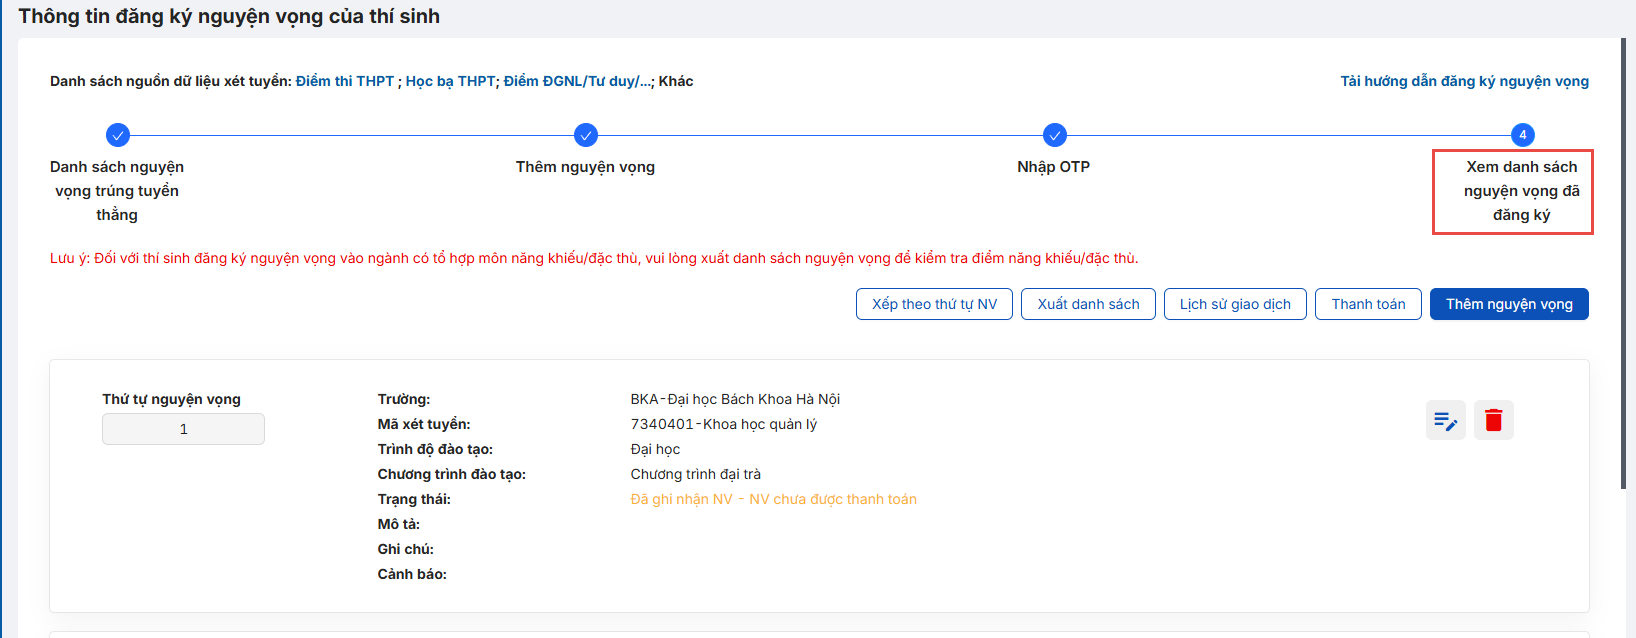 Thông tin đăng ký nguyện vọng của thí sinh
Danh sách nguồn dữ liệu xét tuyển: Điểm thi THPT ; Học bạ THPT; Điểm ĐGNL/Tư duy/...; Khác
Tải hướng dẫn đăng ký nguyện vọng
4
Danh sách nguyện
vọng trúng tuyển
thẳng
Thêm nguyện vọng
Nhập OTP
Xem danh sách
nguyện vọng đã
đăng ký
Lưu ý: Đối với thí sinh đăng ký nguyện vọng vào ngành có tổ hợp môn năng khiếu/đặc thù, vui lòng xuất danh sách nguyện vọng để kiểm tra điểm năng khiếu/đặc thù.
Xếp theo thứ tự NV
Xuất danh sách
Lịch sử giao dịch
Thanh toán
Thêm nguyện vọng
Thứ tự nguyện vọng
1
Trường: BKA-Đại học Bách Khoa Hà Nội
Mã xét tuyển: 7340401-Khoa học quản lý
Trình độ đào tạo: Đại học
Chương trình đào tạo: Chương trình đại trà
Trạng thái: Đã ghi nhận NV - NV chưa được thanh toán
Mô tả:
Ghi chú:
Cảnh báo: